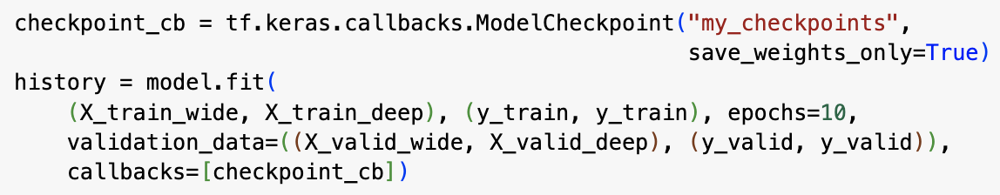 checkpoint_cb = tf.keras.callbacks.ModelCheckpoint("my_checkpoints",
                                                   save_weights_only=True)
history = model.fit(
    (X_train_wide, X_train_deep), (y_train, y_train), epochs=10,
    validation_data=((X_valid_wide, X_valid_deep), (y_valid, y_valid)),
    callbacks=[checkpoint_cb])